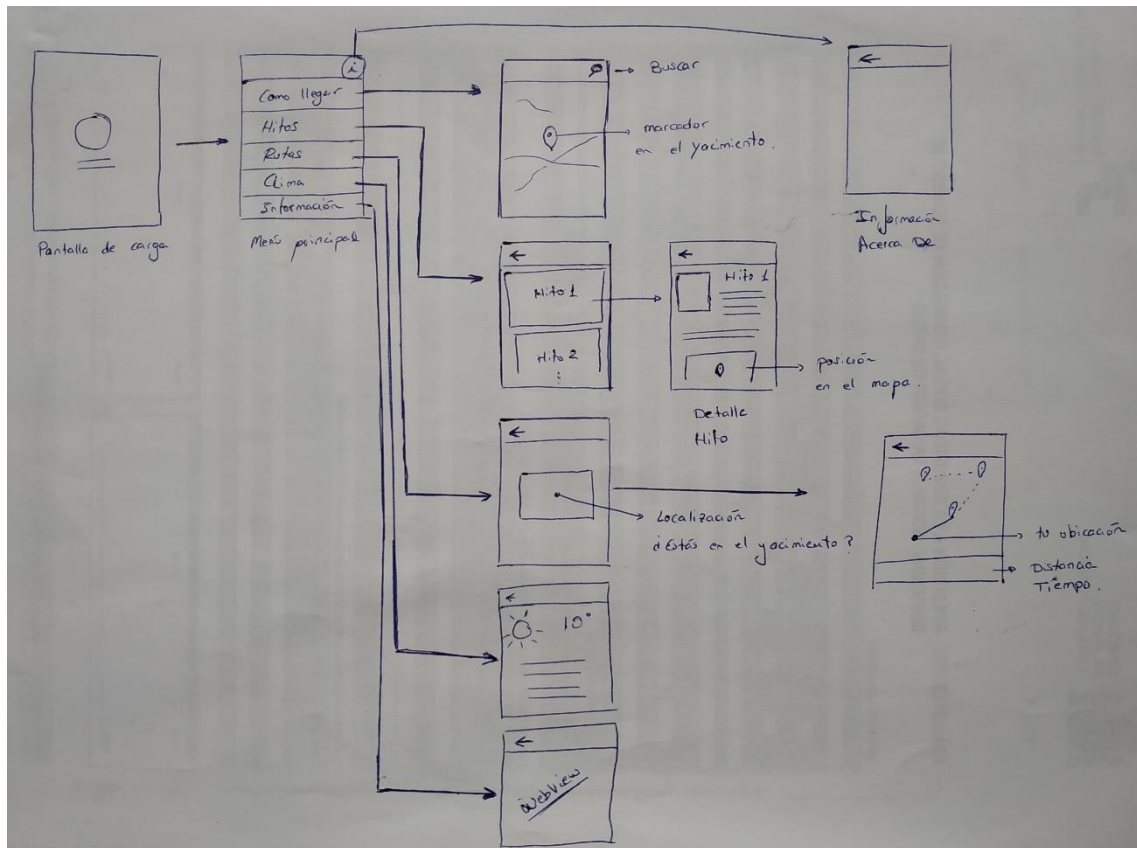 Pantalla de carga
i
Como llegar
Hitos
Rutas
Clima
Información
Menú principal
Buscar
marcador
en el yacimiento.
Información
Acerca De
Hito 1
Hito 2
Hito 1
posición
en el mapa.
Detalle
Hito
Localización
¿Estás en el yacimiento?
tu ubicación
Distancia
Tiempo.
10°
WebView